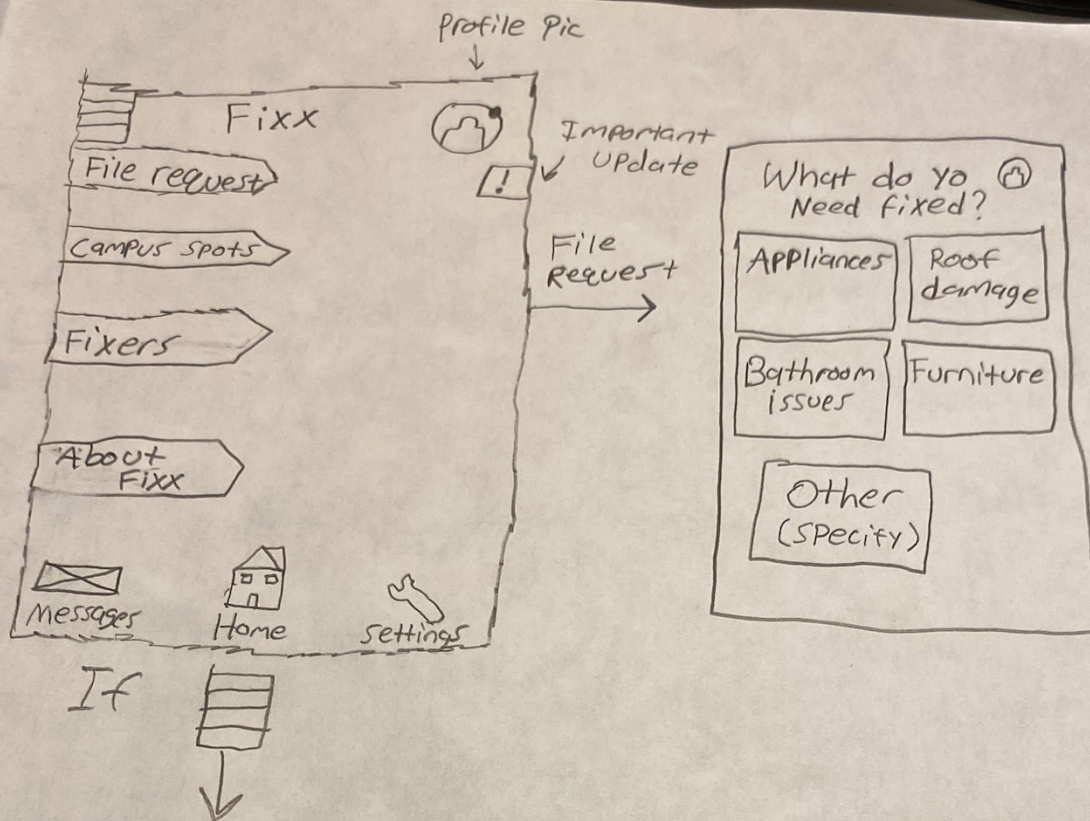 Profile Pic
Fixx
Important
Update
File request
!
Campus spots
File
Request
Fixers
About
Fixx
Messages
Home
settings
If
What do yo
Need fixed?
Appliances
Roof
damage
Bathroom
issues
Furniture
Other
(specify)